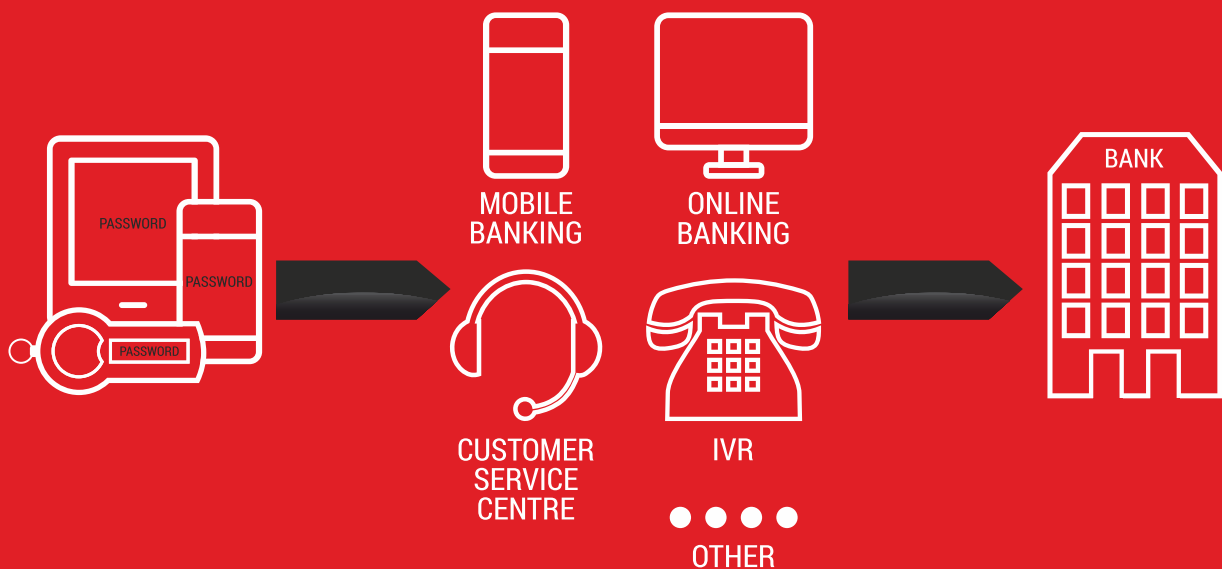 PASSWORD
PASSWORD
PASSWORD
MOBILE
BANKING
ONLINE
BANKING
CUSTOMER
SERVICE
CENTRE
IVR
OTHER
BANK